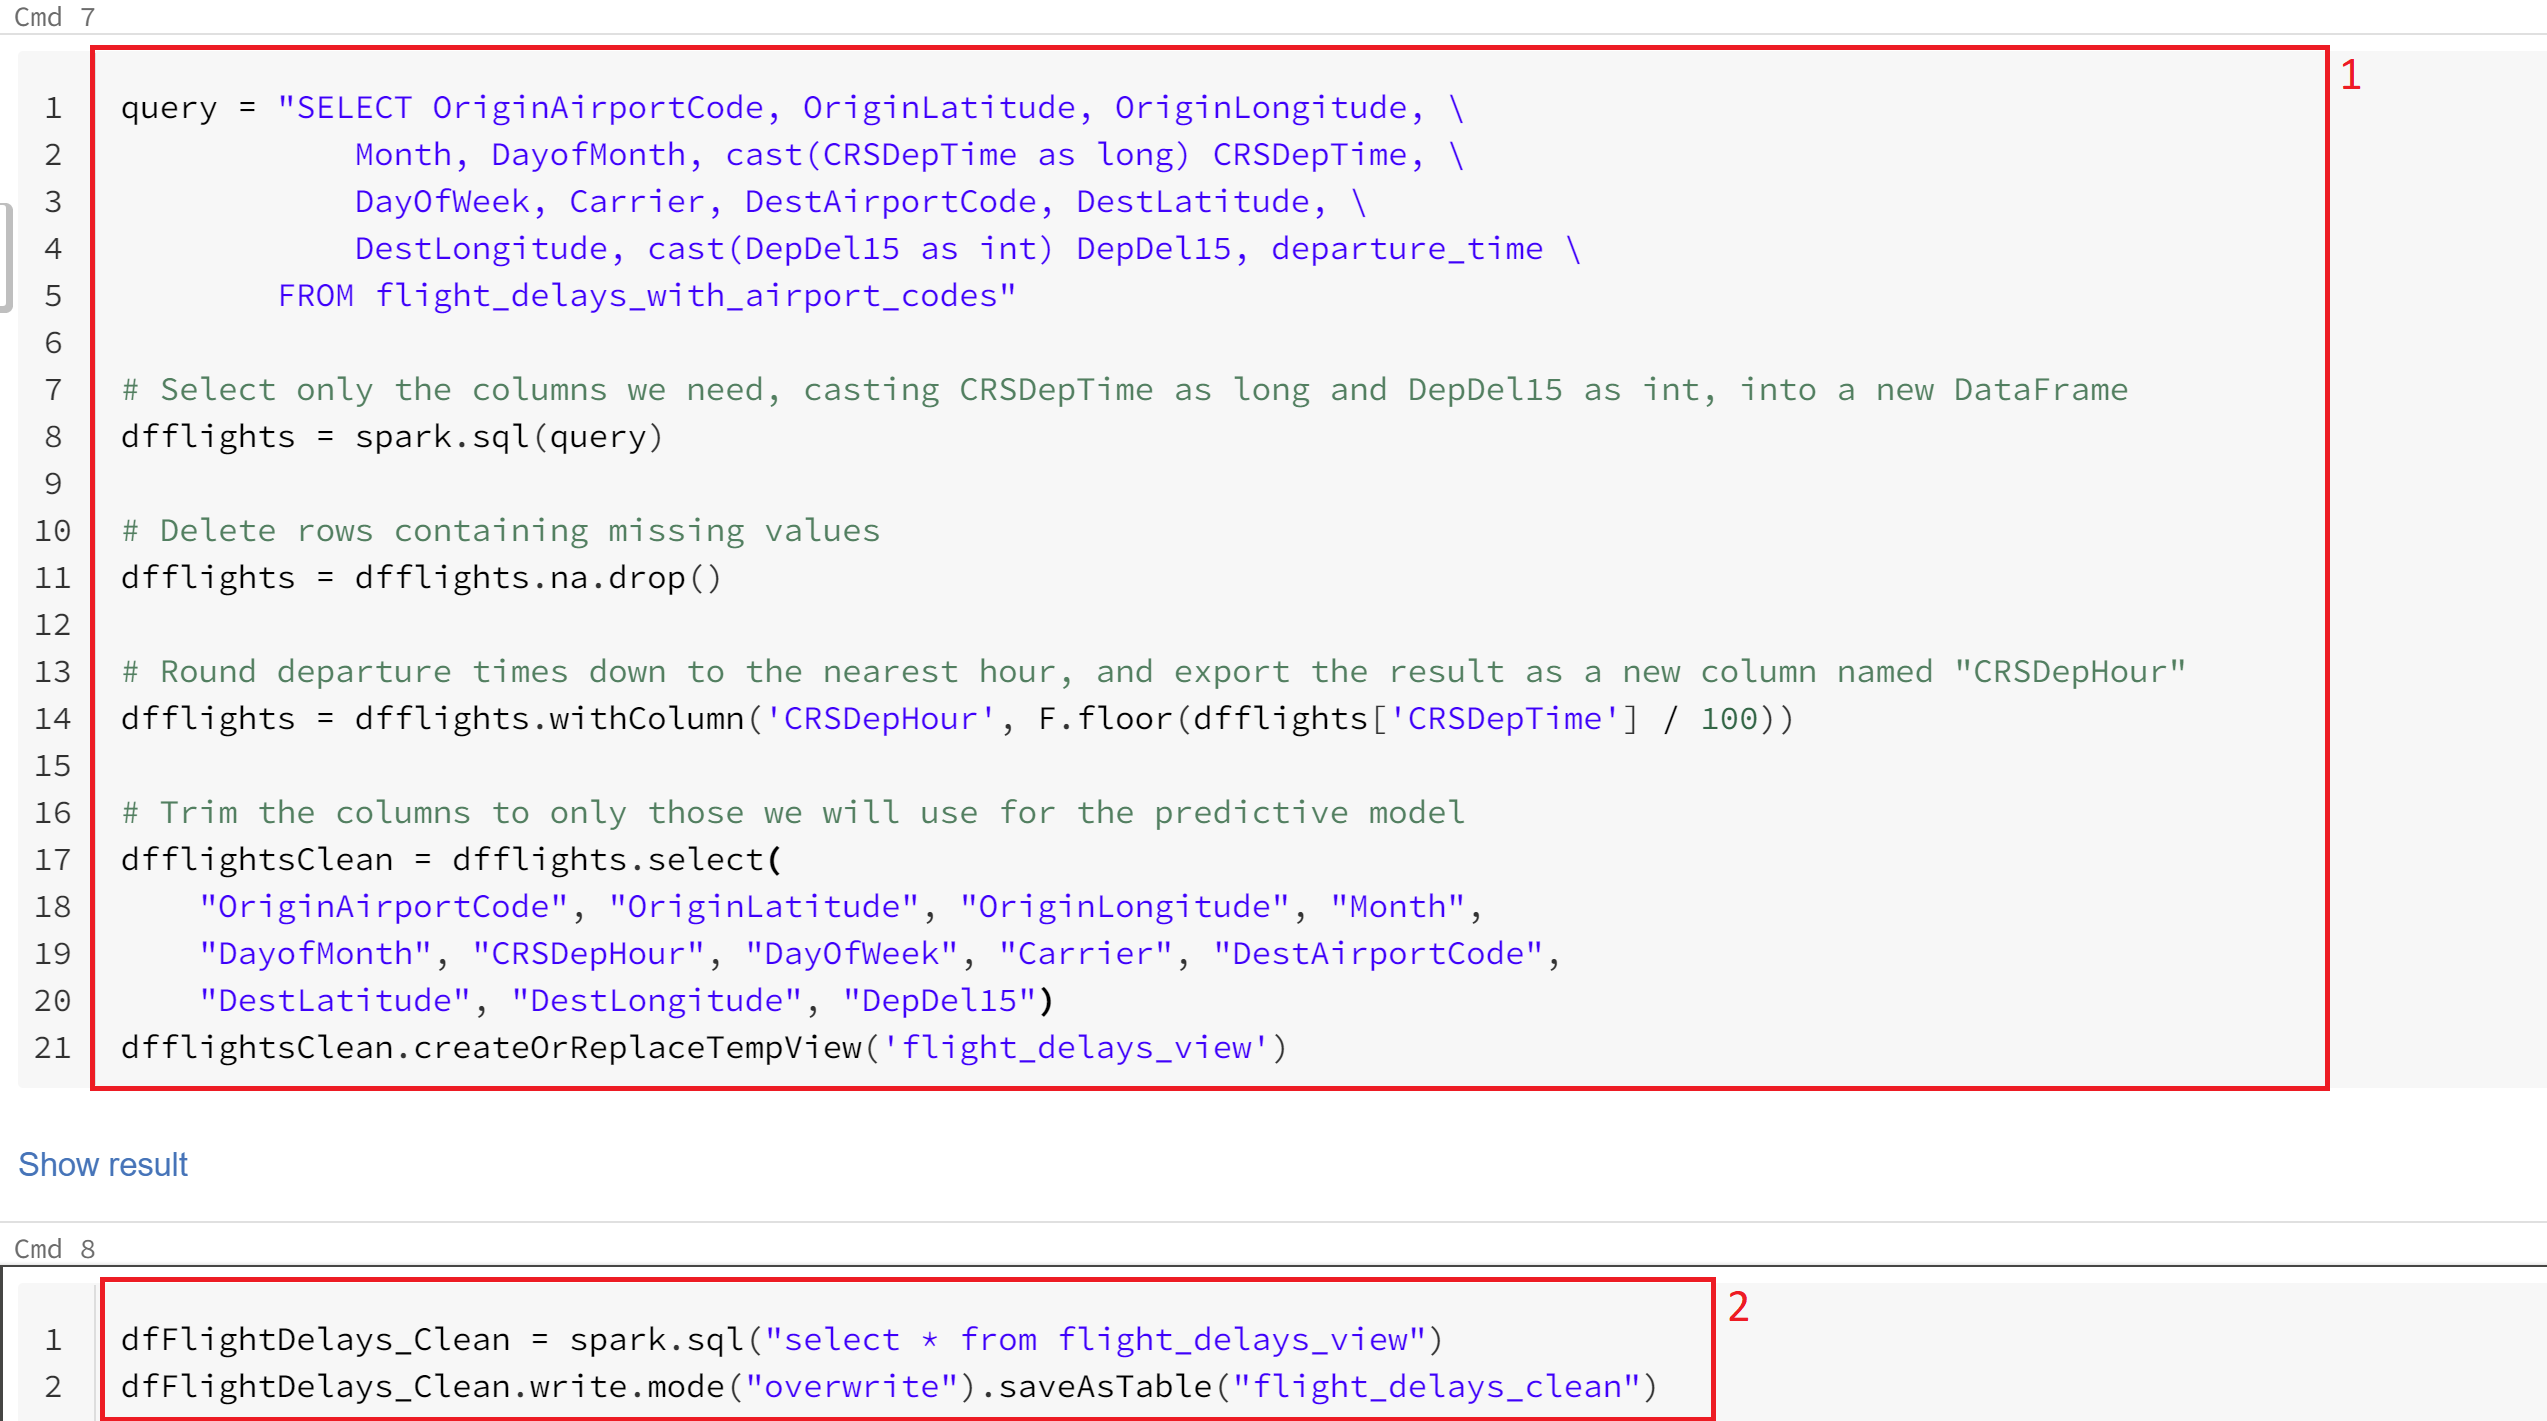 Cmd 7
1
1 query = "SELECT OriginAirportCode, OriginLatitude, OriginLongitude, \
2 Month, DayofMonth, cast(CRSDepTime as long) CRSDepTime, \
3 DayOfWeek, Carrier, DestAirportCode, DestLatitude, \
4 DestLongitude, cast(DepDel15 as int) DepDel15, departure_time \
5 FROM flight_delays_with_airport_codes"
6
7 # Select only the columns we need, casting CRSDepTime as long and DepDel15 as int, into a new DataFrame
8 dfflights = spark.sql(query)
9
10 # Delete rows containing missing values
11 dfflights = dfflights.na.drop()
12
13 # Round departure times down to the nearest hour, and export the result as a new column named "CRSDepHour"
14 dfflights = dfflights.withColumn('CRSDepHour', F.floor(dfflights['CRSDepTime'] / 100))
15
16 # Trim the columns to only those we will use for the predictive model
17 dfflightsClean = dfflights.select(
18 "OriginAirportCode", "OriginLatitude", "OriginLongitude", "Month",
19 "DayofMonth", "CRSDepHour", "DayOfWeek", "Carrier", "DestAirportCode",
20 "DestLatitude", "DestLongitude", "DepDel15")
21 dfflightsClean.createOrReplaceTempView('flight_delays_view')
Show result
Cmd 8
2
1 dfFlightDelays_Clean = spark.sql("select * from flight_delays_view")
2 dfFlightDelays_Clean.write.mode("overwrite").saveAsTable("flight_delays_clean")